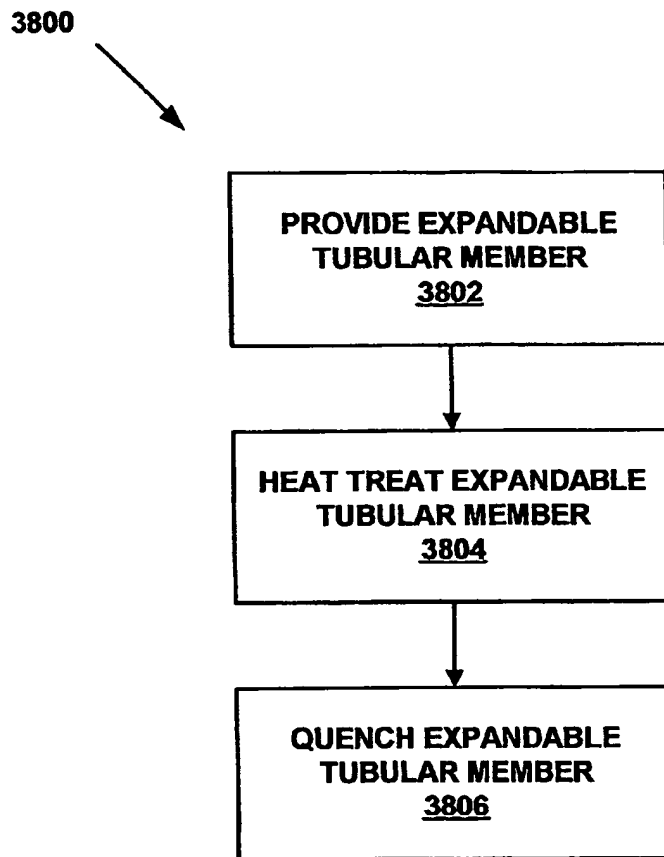 3800
PROVIDE EXPANDABLE
TUBULAR MEMBER
3802
HEAT TREAT EXPANDABLE
TUBULAR MEMBER
3804
QUENCH EXPANDABLE
TUBULAR MEMBER
3806